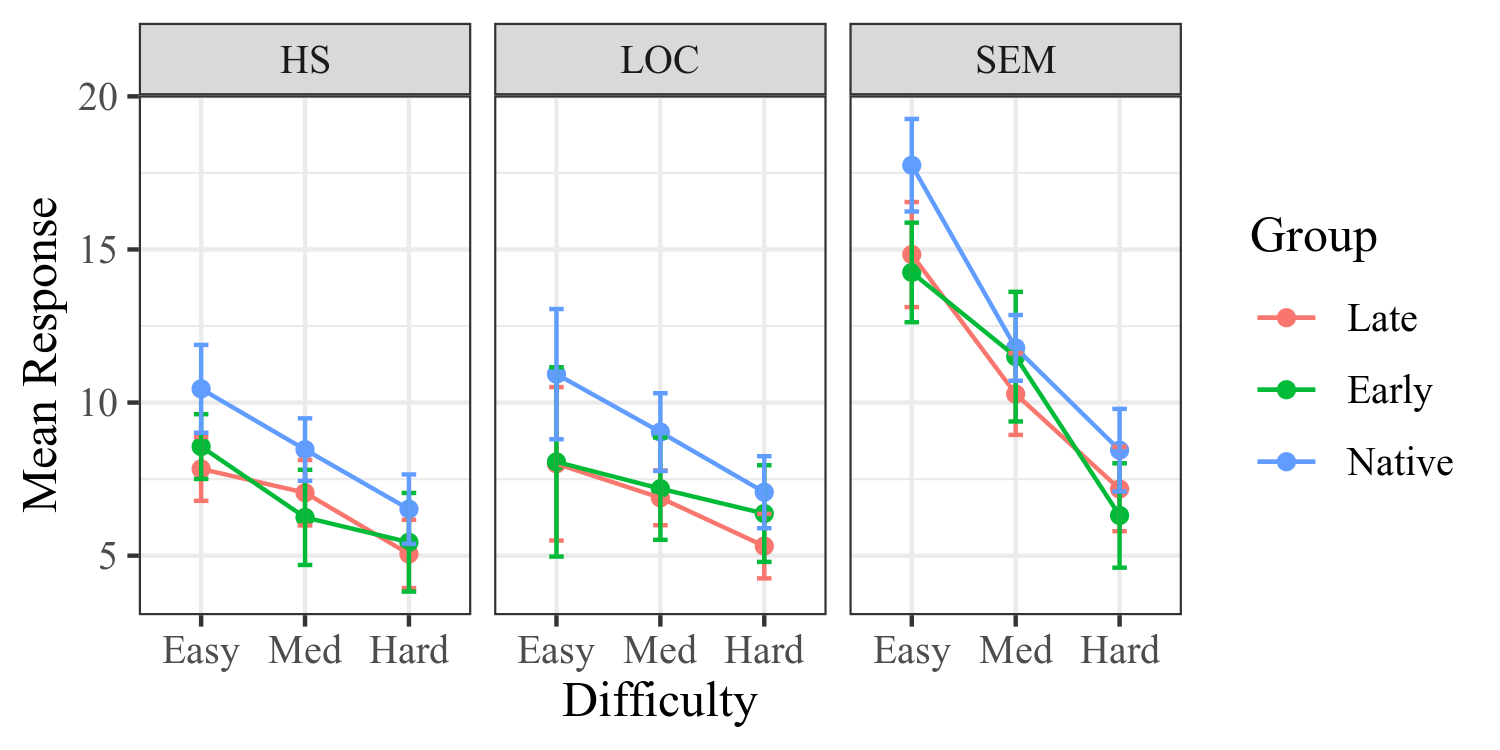 HS LOC SEM
20
15
10
5
Mean Response
Easy Med Hard Easy Med Hard Easy Med Hard
Difficulty
Group
Late
Early
Native